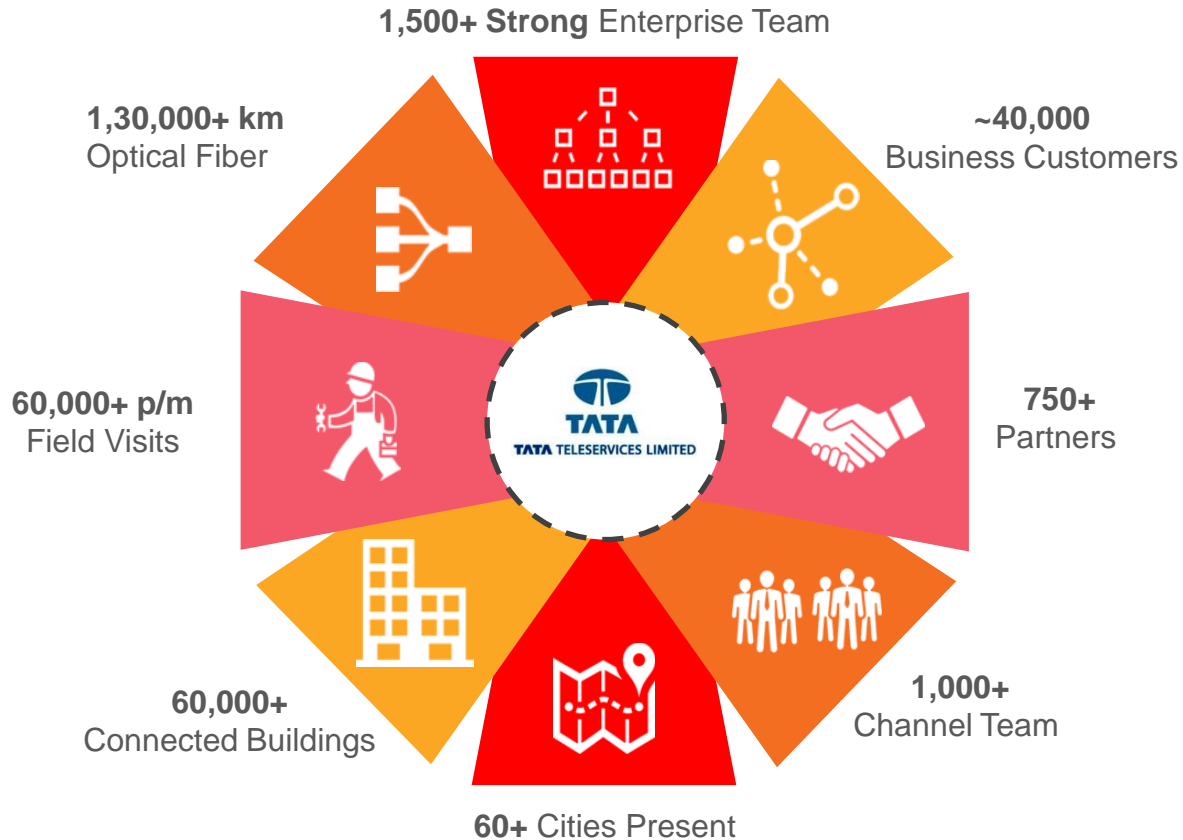 1,500+ Strong Enterprise Team
1,30,000+ km
Optical Fiber
~40,000
Business Customers
60,000+ p/m
Field Visits
TATA
TATA TELESERVICES LIMITED
750+
Partners
60,000+
Connected Buildings
1,000+
Channel Team
60+ Cities Present